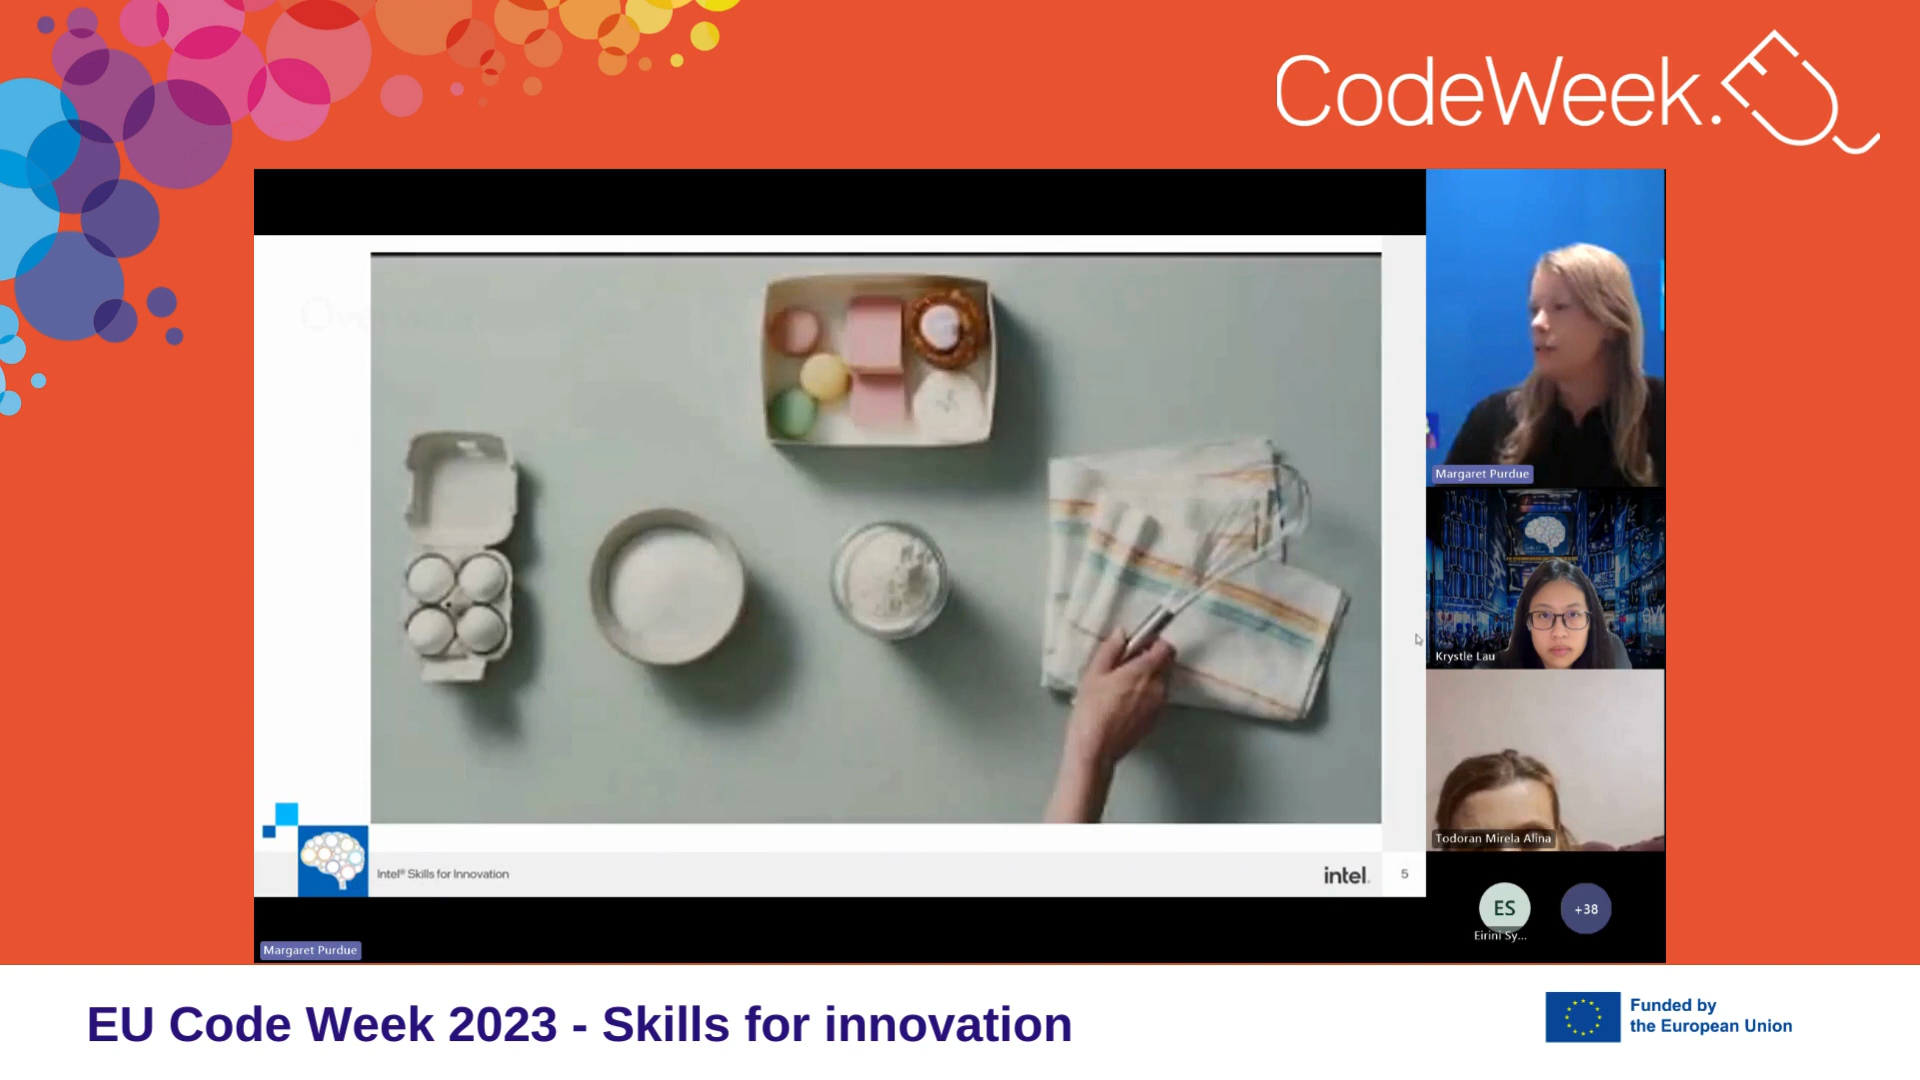 CodeWeek.EU
Margaret Purdue
Krystle Lau
Todoran Mirela Alina
Intel® Skills for Innovation
intel.
5
ES
+38
Eirini Sy...
Margaret Purdue
EU Code Week 2023 - Skills for innovation
Funded by
the European Union